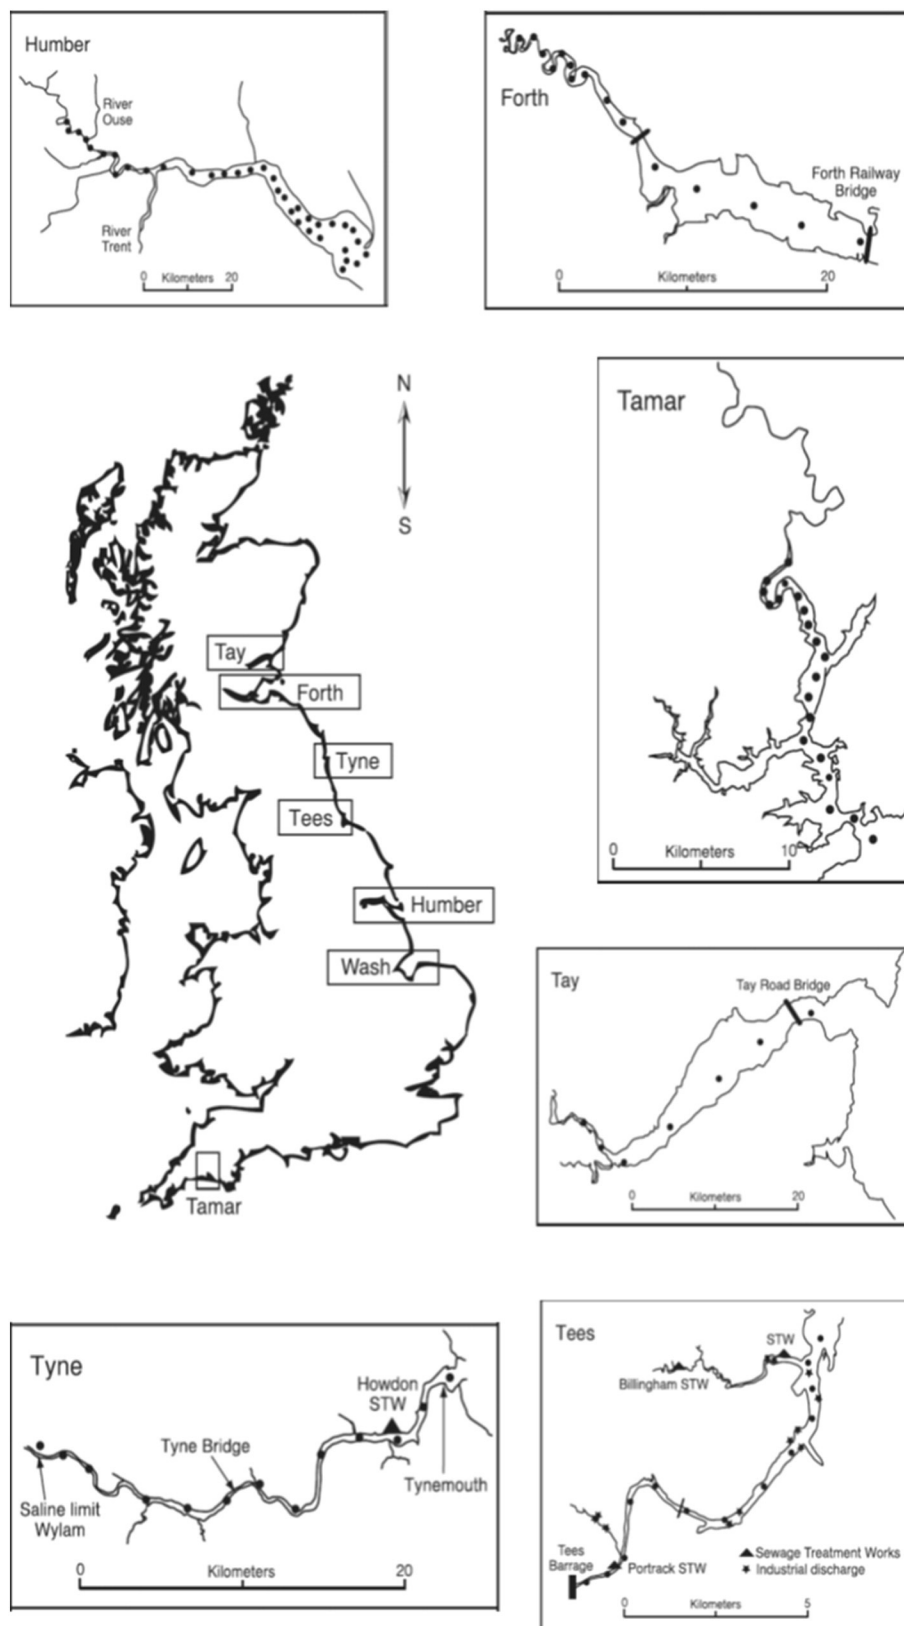 Humber
River
Ouse
River
Trent
0 Kilometers 20
Forth
Forth Railway
Bridge
0 Kilometers 20
N
S
Tay
Forth
Tyne
Tees
Humber
Wash
Tamar
Tamar
0 Kilometers 10
Tay
Tay Road Bridge
0 Kilometers 20
Tyne
Howdon
STW
Tyne Bridge
Tynemouth
Saline limit
Wylam
0 Kilometers 20
Tees
STW
Billingham STW
Tees
Barrage
Portrack STW
Sewage Treatment Works
Industrial discharge
0 Kilometers 5